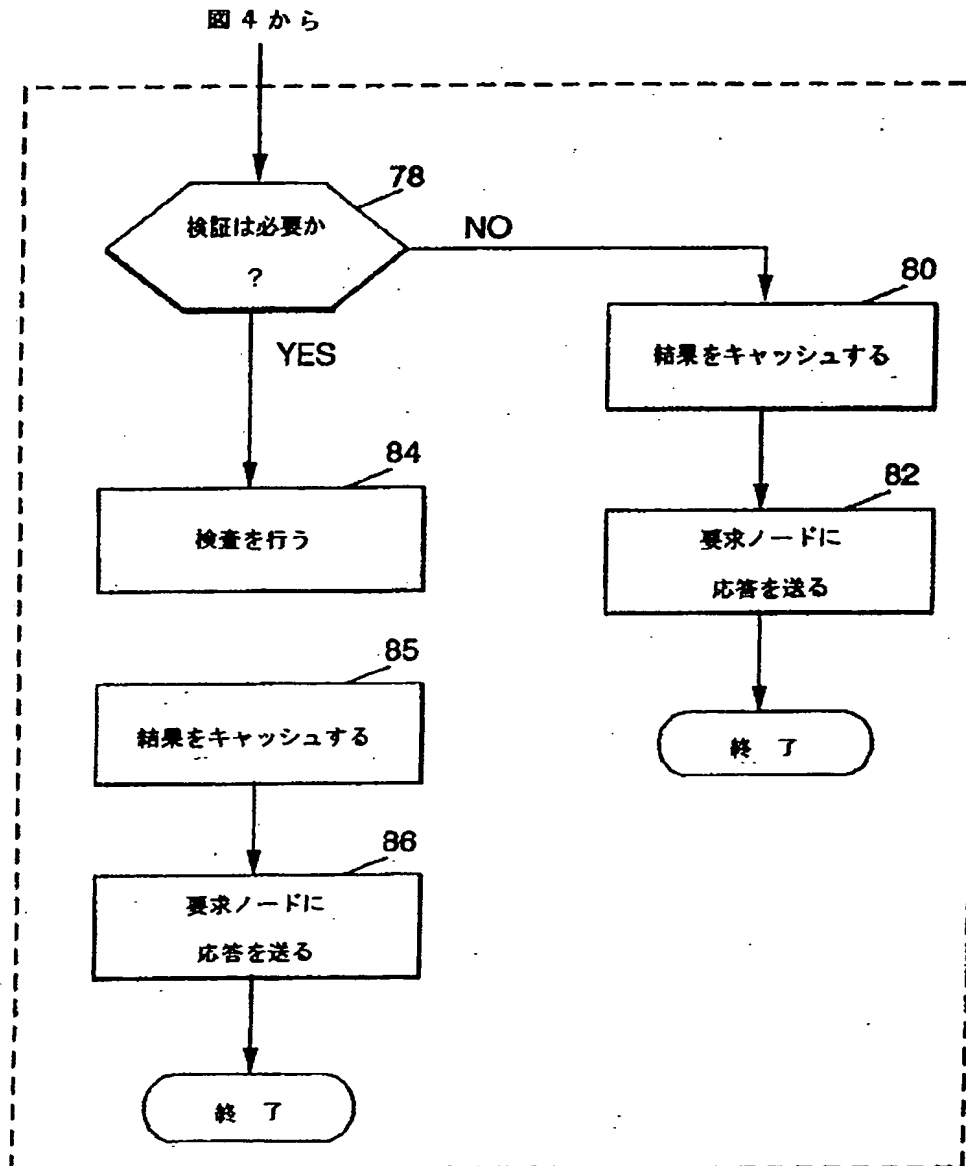 図4から
78
検証は必要か
?
NO
YES
80
結果をキャッシュする
84
検査を行う
82
要求ノードに
応答を送る
85
結果をキャッシュする
終 了
86
要求ノードに
応答を送る
終 了